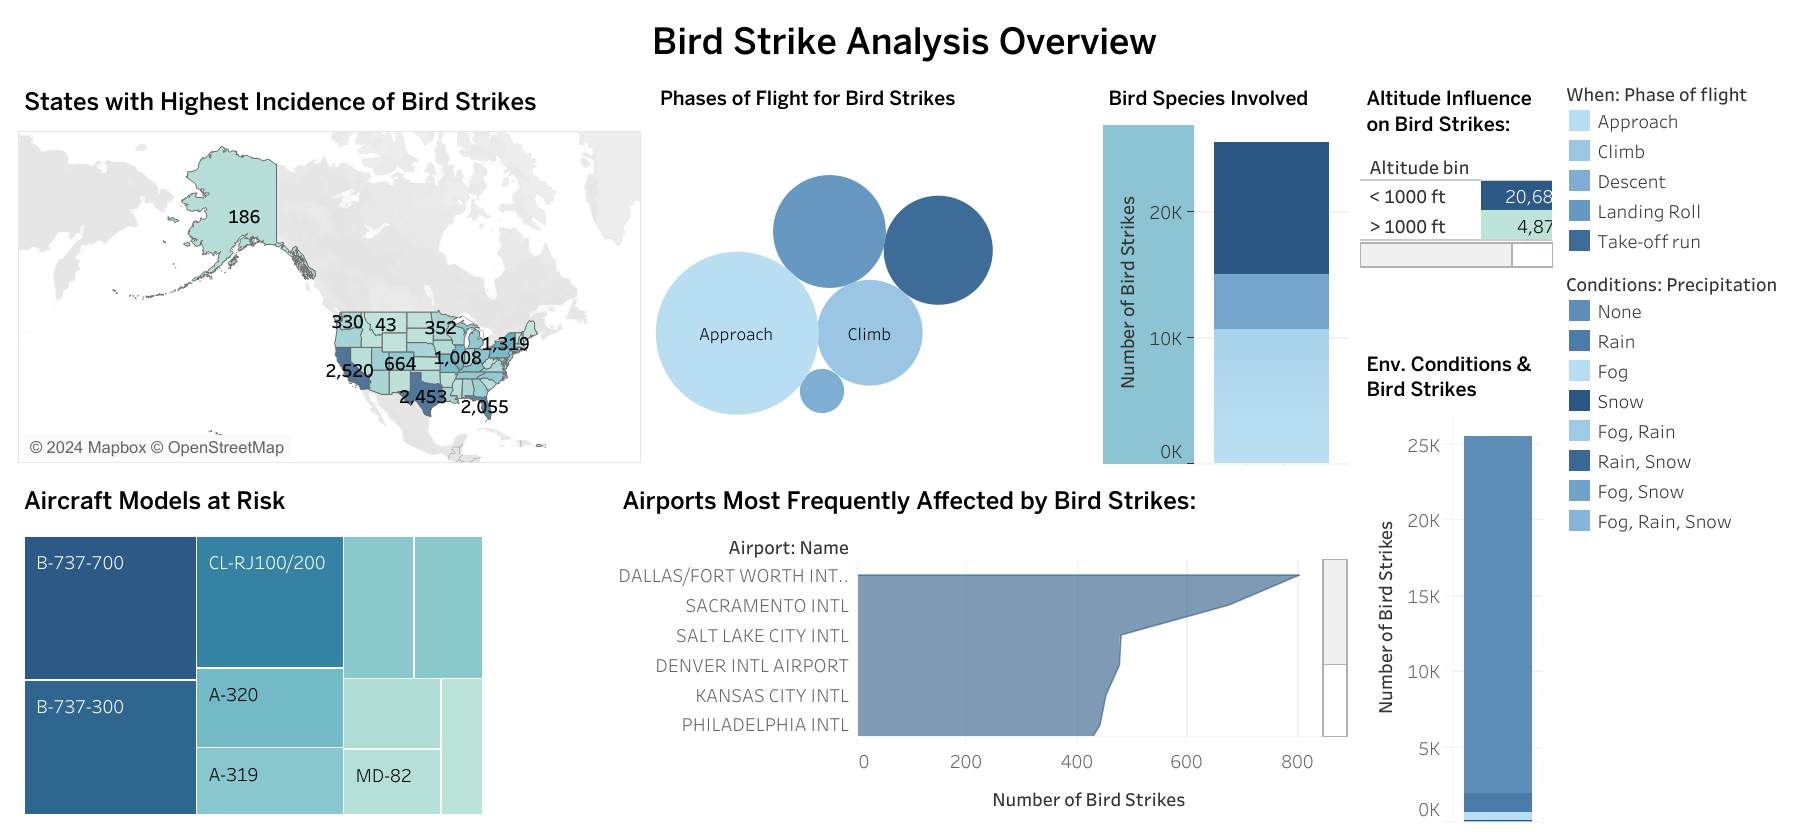 Bird Strike Analysis Overview
States with Highest Incidence of Bird Strikes
186
330
43
352
1,319
1,008
664
2,520
2,453
2,055
© 2024 Mapbox © OpenStreetMap
Phases of Flight for Bird Strikes
Approach
Climb
Bird Species Involved
Number of Bird Strikes
20K
10K
0K
Altitude Influence
on Bird Strikes:
Altitude bin
< 1000 ft 20,68
> 1000 ft 4,87
When: Phase of flight
Approach
Climb
Descent
Landing Roll
Take-off run
Conditions: Precipitation
None
Rain
Fog
Snow
Fog, Rain
Rain, Snow
Fog, Snow
Fog, Rain, Snow
Env. Conditions &
Bird Strikes
Number of Bird Strikes
25K
20K
15K
10K
5K
0K
Aircraft Models at Risk
B-737-700
CL-RJ100/200
B-737-300
A-320
A-319
MD-82
Airports Most Frequently Affected by Bird Strikes:
Airport: Name
DALLAS/FORT WORTH INT..
SACRAMENTO INTL
SALT LAKE CITY INTL
DENVER INTL AIRPORT
KANSAS CITY INTL
PHILADELPHIA INTL
0 200 400 600 800
Number of Bird Strikes